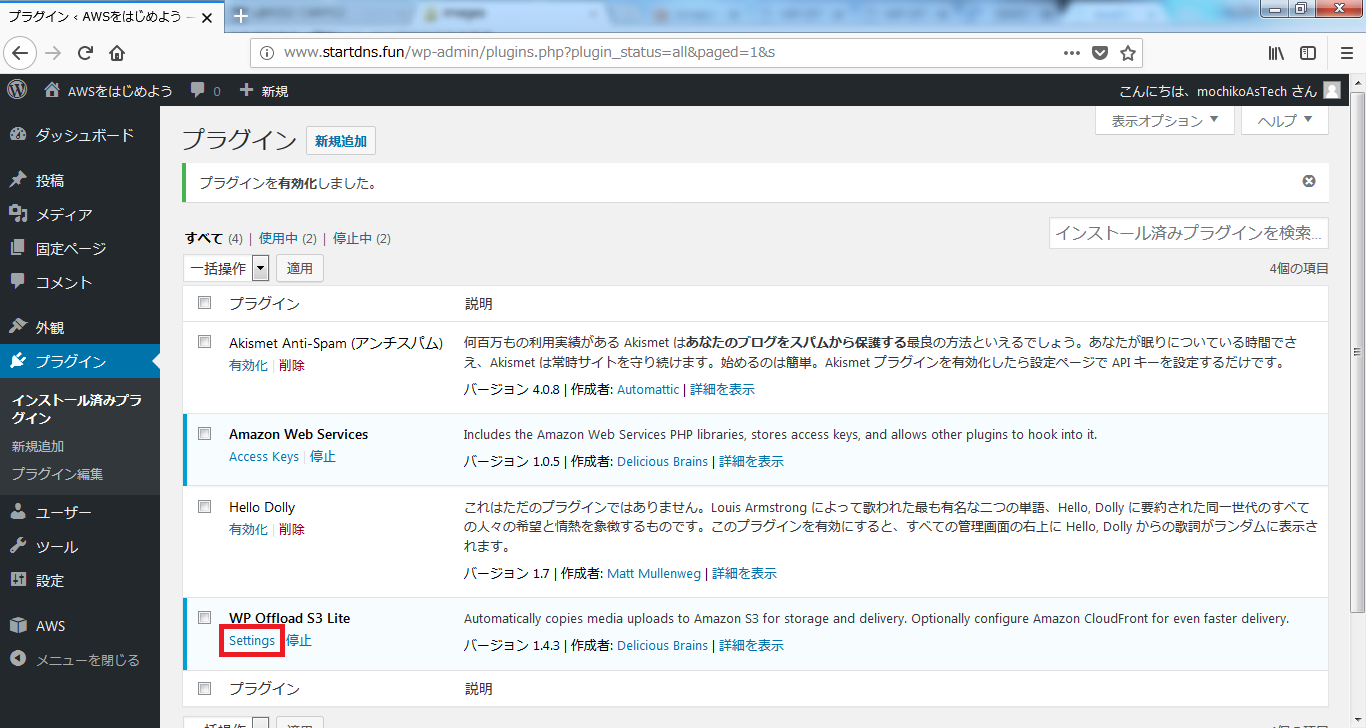 プラグイン ‹ AWSをはじめよう —
images
www.startdns.fun/wp-admin/plugins.php?plugin_status=all&paged=1&s
AWSをはじめよう 0 新規 こんにちは、mochikoAsTech さん
ダッシュボード
投稿
メディア
固定ページ
コメント
外観
プラグイン
インストール済みプラ
グイン
新規追加
プラグイン編集
ユーザー
ツール
設定
AWS
メニューを閉じる
表示オプション ヘルプ
プラグイン 新規追加
プラグインを有効化しました。
すべて (4) | 使用中 (2) | 停止中 (2)
インストール済みプラグインを検索...
一括操作 適用
4個の項目
プラグイン 説明
Akismet Anti-Spam (アンチスパム)
有効化 | 削除
何百万もの利用実績がある Akismet はあなたのブログをスパムから保護する最良の方法といえるでしょう。あなたが眠りについている時間でさ
え、Akismet は常時サイトを守り続けます。始めるのは簡単。Akismet プラグインを有効化したら設定ページで API キーを設定するだけです。
バージョン 4.0.8 | 作成者: Automattic | 詳細を表示
Amazon Web Services
Access Keys | 停止
Includes the Amazon Web Services PHP libraries, stores access keys, and allows other plugins to hook into it.
バージョン 1.0.5 | 作成者: Delicious Brains | 詳細を表示
Hello Dolly
有効化 | 削除
これはただのプラグインではありません。Louis Armstrong によって歌われた最も有名な二つの単語、Hello, Dolly に要約された同一世代のすべて
の人々の希望と情熱を象徴するものです。このプラグインを有効にすると、すべての管理画面の右上に Hello, Dolly からの歌詞がランダムに表示さ
れます。
バージョン 1.7 | 作成者: Matt Mullenweg | 詳細を表示
WP Offload S3 Lite
Settings 停止
Automatically copies media uploads to Amazon S3 for storage and delivery. Optionally configure Amazon CloudFront for even faster delivery.
バージョン 1.4.3 | 作成者: Delicious Brains | 詳細を表示
プラグイン 説明
一括操作 適用
4個の項目